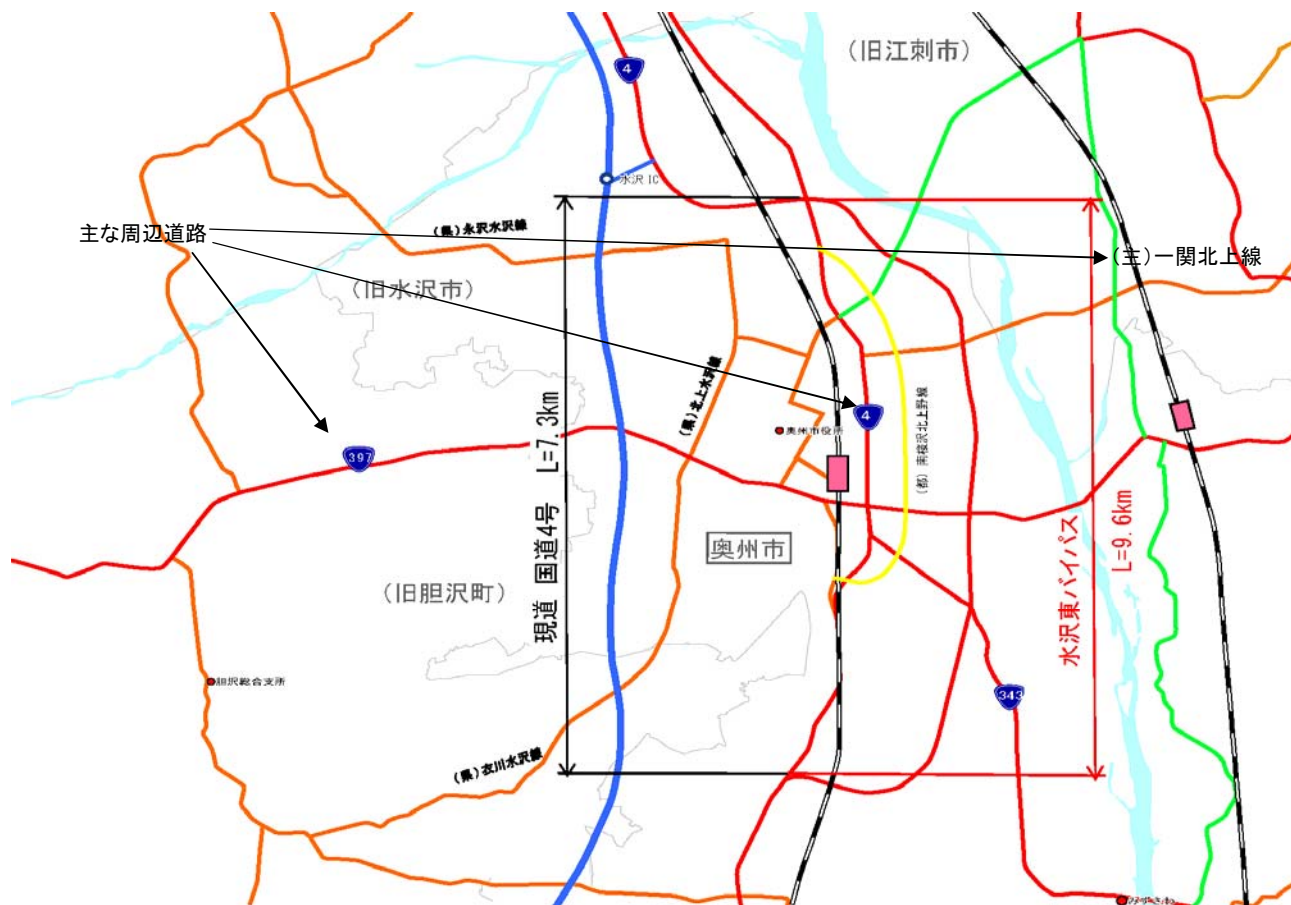 (旧江刺市)
4
水沢IC
主な周辺道路
(県)永沢水沢線
(三)一関北上線
(旧水沢市)
現道 国道4号 L=7.3km
(県)北上水沢線
4
奥州市役所
397
奥州市
(旧胆沢町)
水沢東バイパス
L=9.6km
胆沢総合支所
343
(県)衣川水沢線